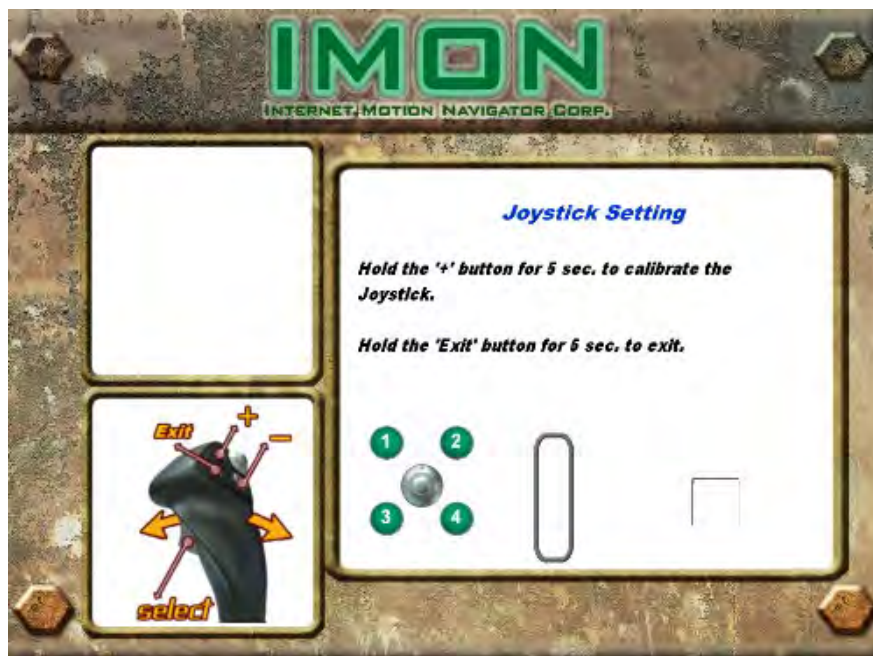 IMON
INTERNET MOTION NAVIGATOR CORP.
Joystick Setting
Hold the '+' button for 5 sec. to calibrate the
Joystick.
Hold the 'Exit' button for 5 sec. to exit.
Exit
+
-
select
1
2
3
4